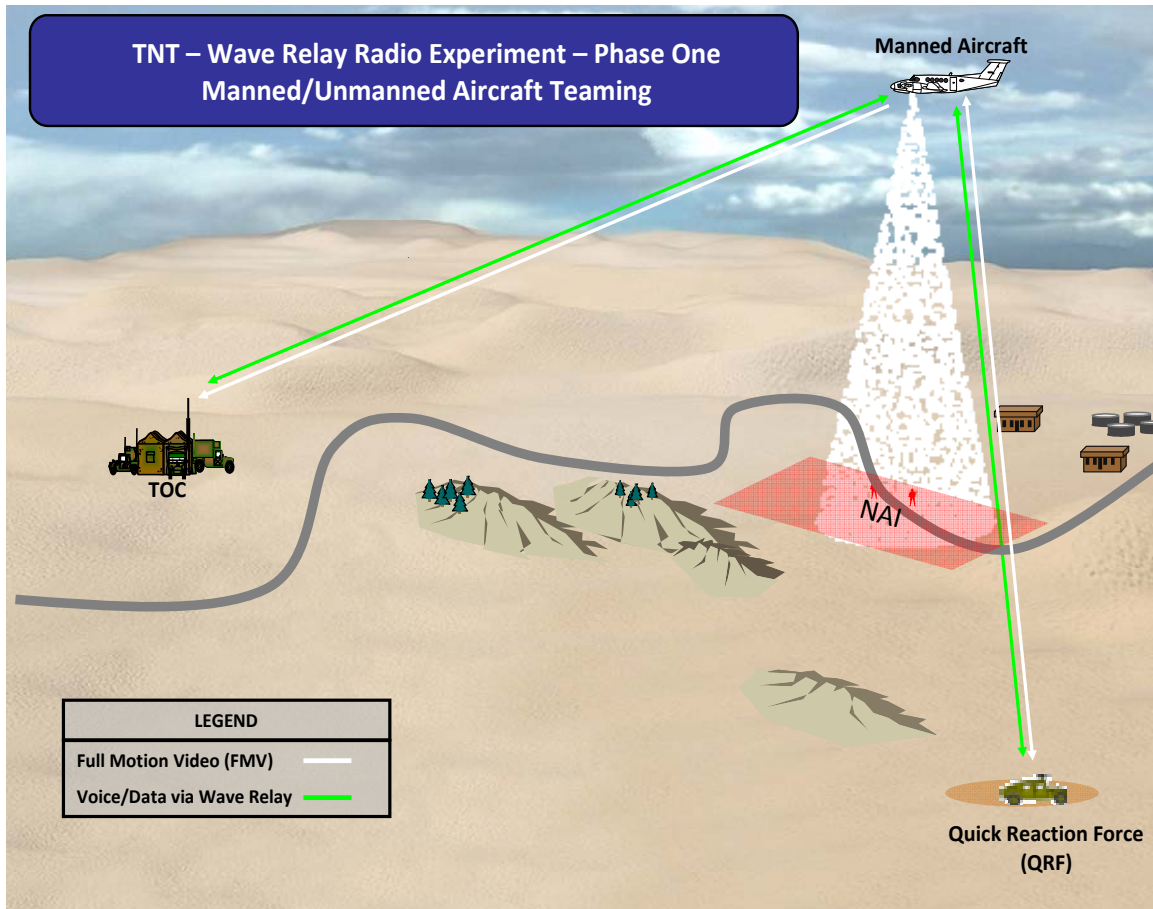 TNT – Wave Relay Radio Experiment – Phase One
Manned/Unmanned Aircraft Teaming
Manned Aircraft
TOC
NAI
LEGEND
Full Motion Video (FMV)
Voice/Data via Wave Relay
Quick Reaction Force
(QRF)